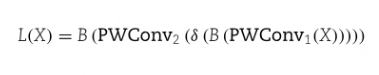 L(X) = B (PWConv₂ (δ (B (PWConv₁(X)))))